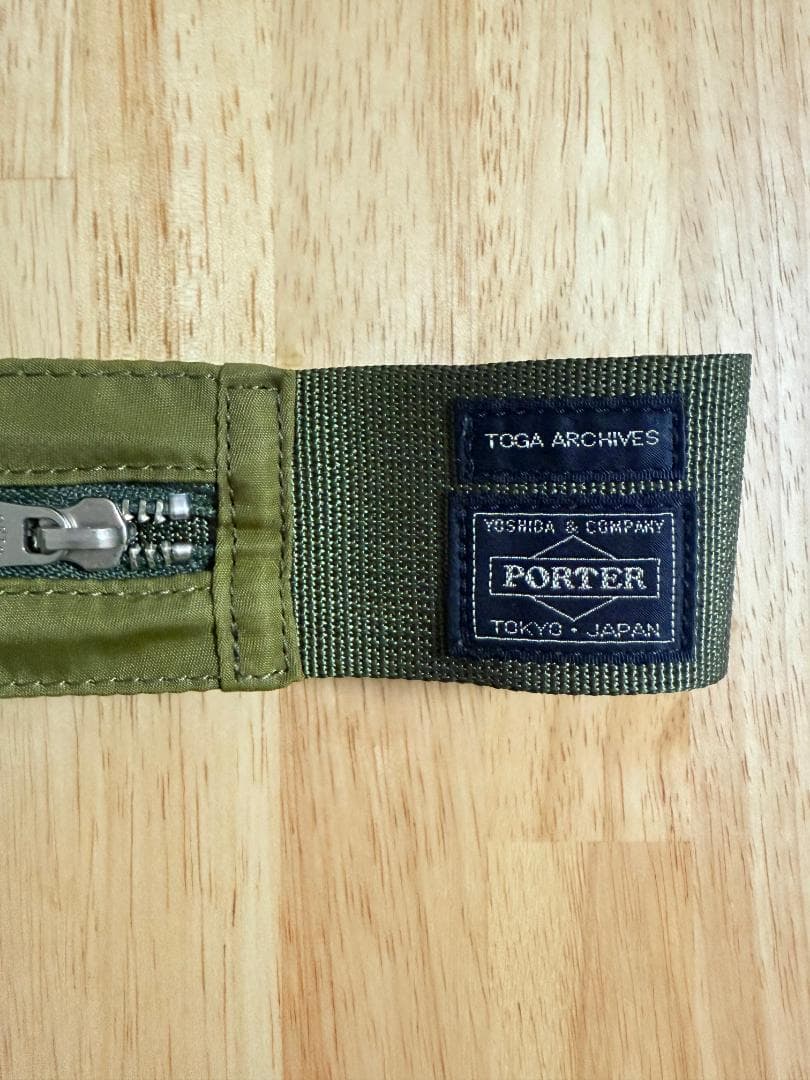 TOGA ARCHIVES
YOSHIDA & COMPANY
PORTER
TOKYO • JAPAN